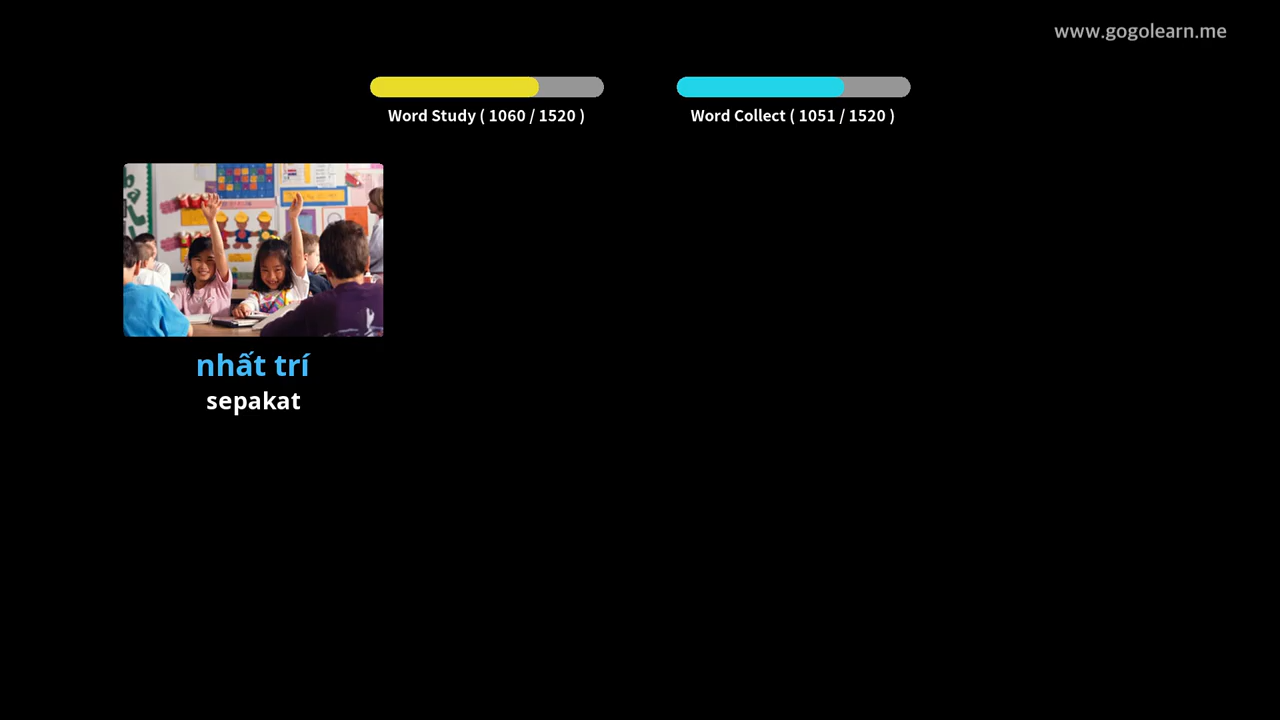 www.gogolearn.me
Word Study ( 1060 / 1520 )
Word Collect ( 1051 / 1520 )
nhất trí
sepakat